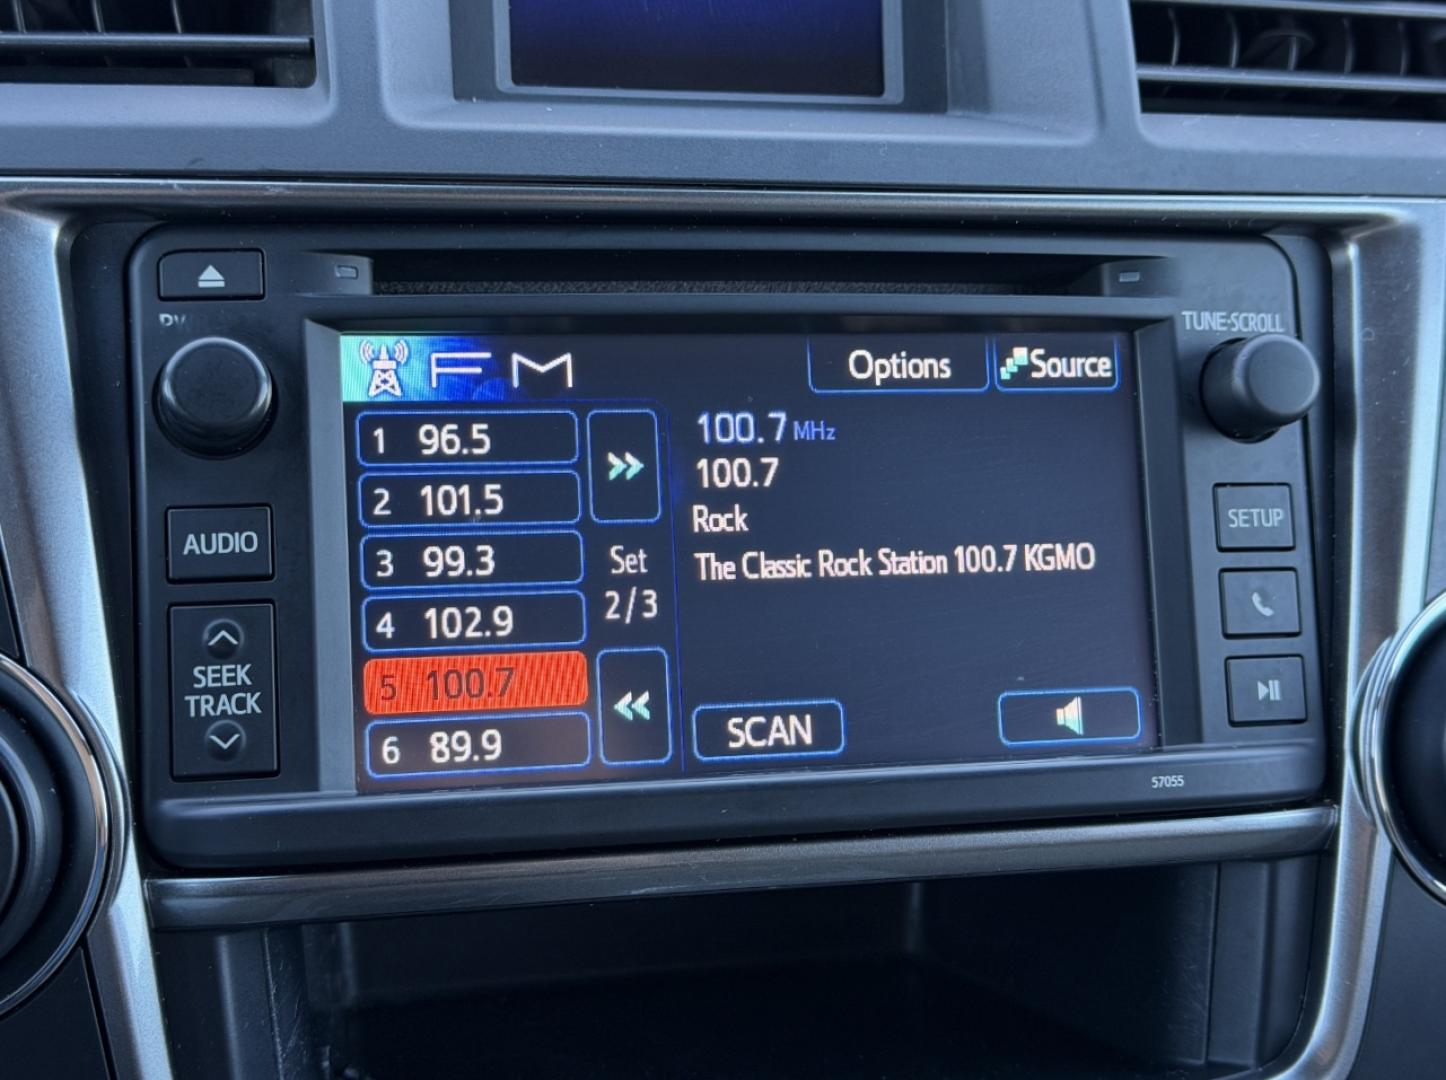 TUNE·SCROLL
FM
Options
Source
1 96.5
2 101.5
3 99.3
4 102.9
5 100.7
6 89.9
Set
2/3
100.7 MHz
100.7
Rock
The Classic Rock Station 100.7 KGMO
SCAN
AUDIO
SEEK
TRACK
SETUP
57055